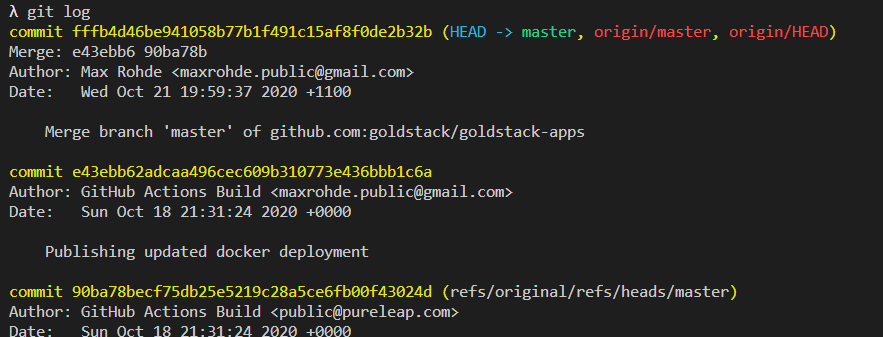 λ git log
commit fffb4d46be941058b77b1f491c15af8f0de2b32b (HEAD -> master, origin/master, origin/HEAD)
Merge: e43ebb6 90ba78b
Author: Max Rohde <maxrohde.public@gmail.com>
Date:   Wed Oct 21 19:59:37 2020 +1100
Merge branch 'master' of github.com:goldstack/goldstack-apps
commit e43ebb62adcaa496cec609b310773e436bbb1c6a
Author: GitHub Actions Build <maxrohde.public@gmail.com>
Date:   Sun Oct 18 21:31:24 2020 +0000
Publishing updated docker deployment
commit 90ba78becf75db25e5219c28a5ce6fb00f43024d (refs/original/refs/heads/master)
Author: GitHub Actions Build <public@pureleap.com>
Date:   Sun Oct 18 21:31:24 2020 +0000